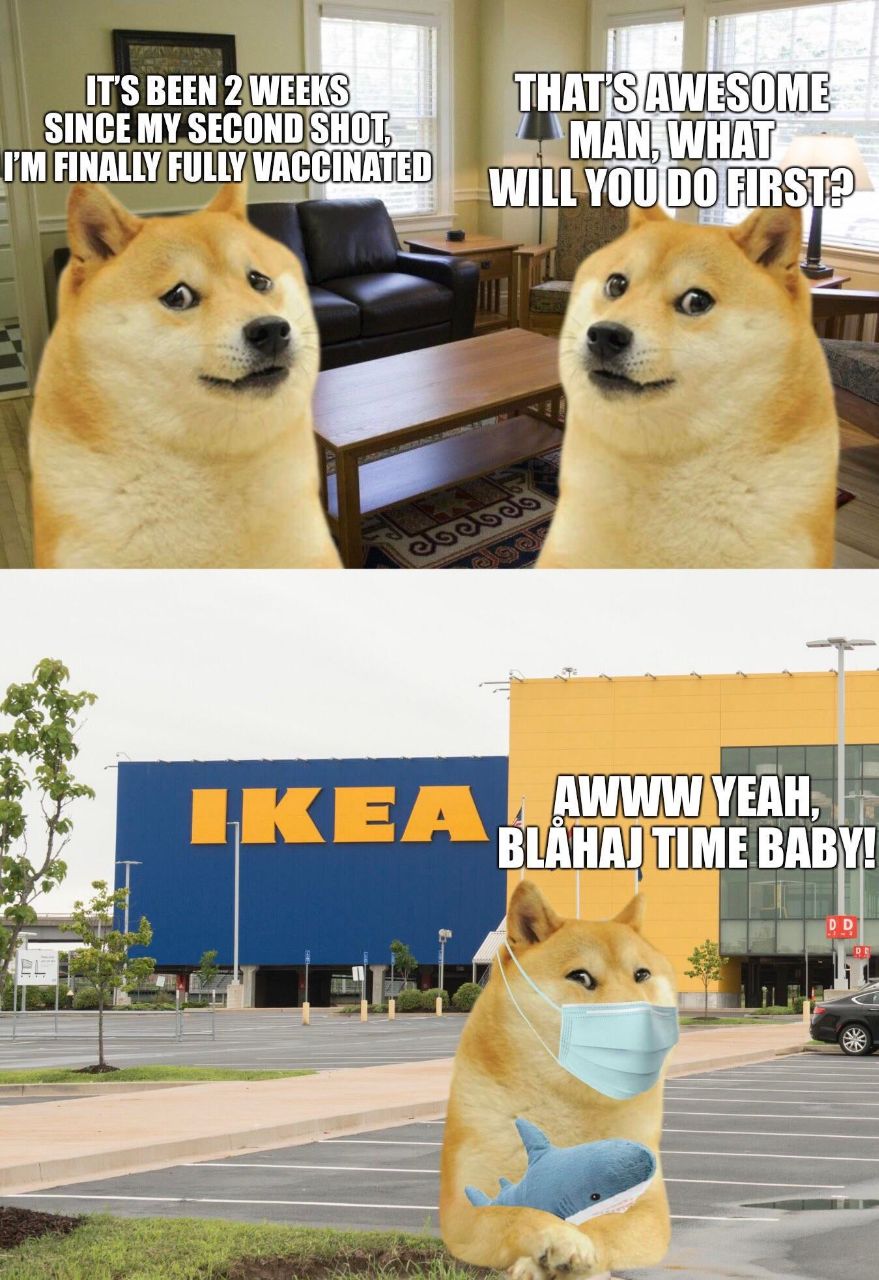 IT'S BEEN 2 WEEKS
SINCE MY SECOND SHOT,
I'M FINALLY FULLY VACCINATED
THAT'S AWESOME
MAN, WHAT
WILL YOU DO FIRST?
IKEA
AWWW YEAH,
BLÅHAJ TIME BABY!
D D